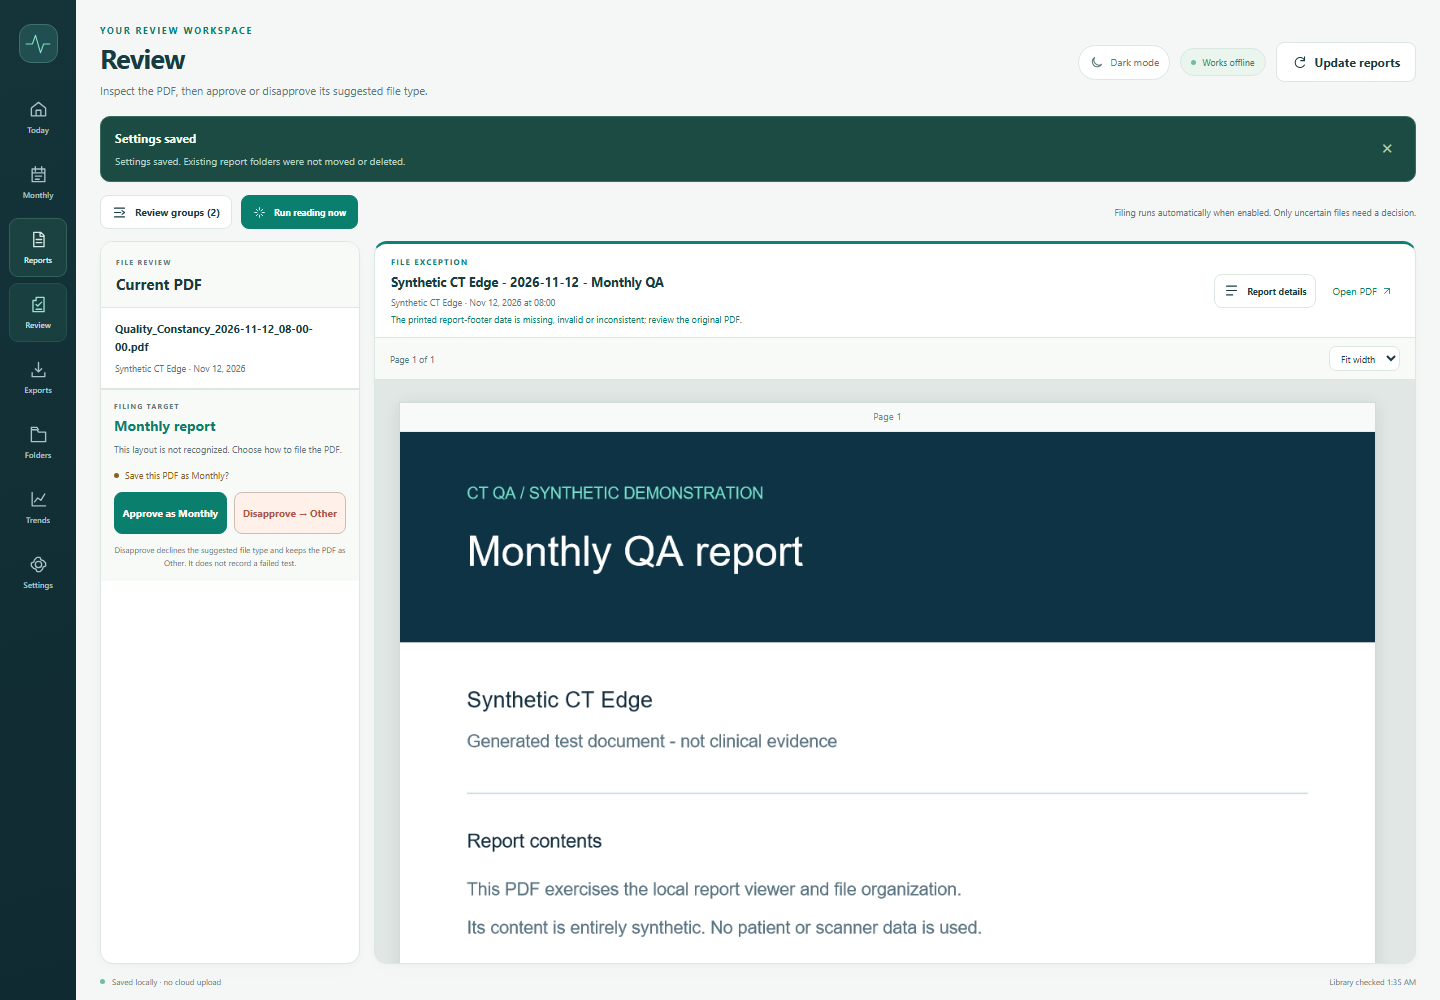 Today
Monthly
Reports
Review
Exports
Folders
Trends
Settings
YOUR REVIEW WORKSPACE
Review
Inspect the PDF, then approve or disapprove its suggested file type.
Dark mode
Works offline
Update reports
Settings saved
Settings saved. Existing report folders were not moved or deleted.
Review groups (2)
Run reading now
Filing runs automatically when enabled. Only uncertain files need a decision.
FILE REVIEW
Current PDF
Quality_Constancy_2026-11-12_08-00-
00.pdf
Synthetic CT Edge · Nov 12, 2026
FILING TARGET
Monthly report
This layout is not recognized. Choose how to file the PDF.
Save this PDF as Monthly?
Approve as Monthly
Disapprove → Other
Disapprove declines the suggested file type and keeps the PDF as
Other. It does not record a failed test.
FILE EXCEPTION
Synthetic CT Edge - 2026-11-12 - Monthly QA
Synthetic CT Edge · Nov 12, 2026 at 08:00
The printed report-footer date is missing, invalid or inconsistent; review the original PDF.
Report details
Open PDF
Page 1 of 1
Fit width
Page 1
CT QA / SYNTHETIC DEMONSTRATION
Monthly QA report
Synthetic CT Edge
Generated test document - not clinical evidence
Report contents
This PDF exercises the local report viewer and file organization.
Its content is entirely synthetic. No patient or scanner data is used.
Saved locally · no cloud upload
Library checked 1:35 AM